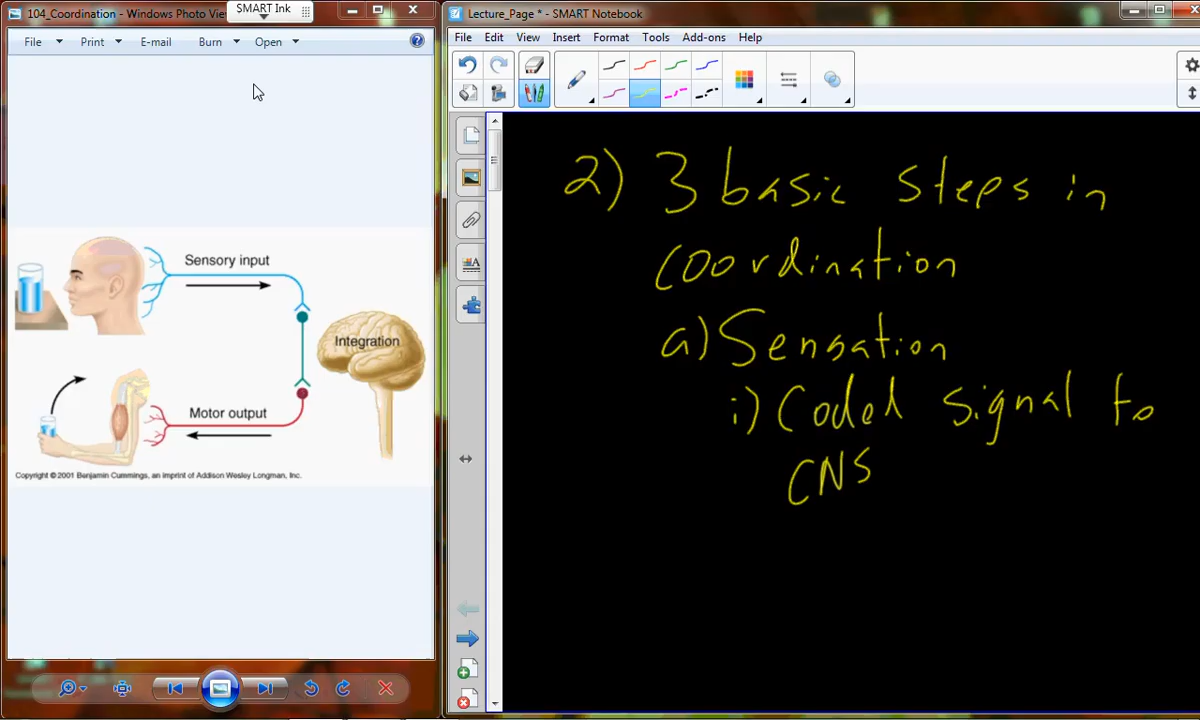 104_Coordination - Windows Photo Vie
SMART Ink
File Print E-mail Burn Open
Sensory input
Integration
Motor output
Copyright © 2001 Benjamin Cummings, an imprint of Addison Wesley Longman, Inc.
Lecture_Page * - SMART Notebook
File Edit View Insert Format Tools Add-ons Help
2) 3 basic steps in
coordination
a) Sensation
i) Coded signal to
CNS